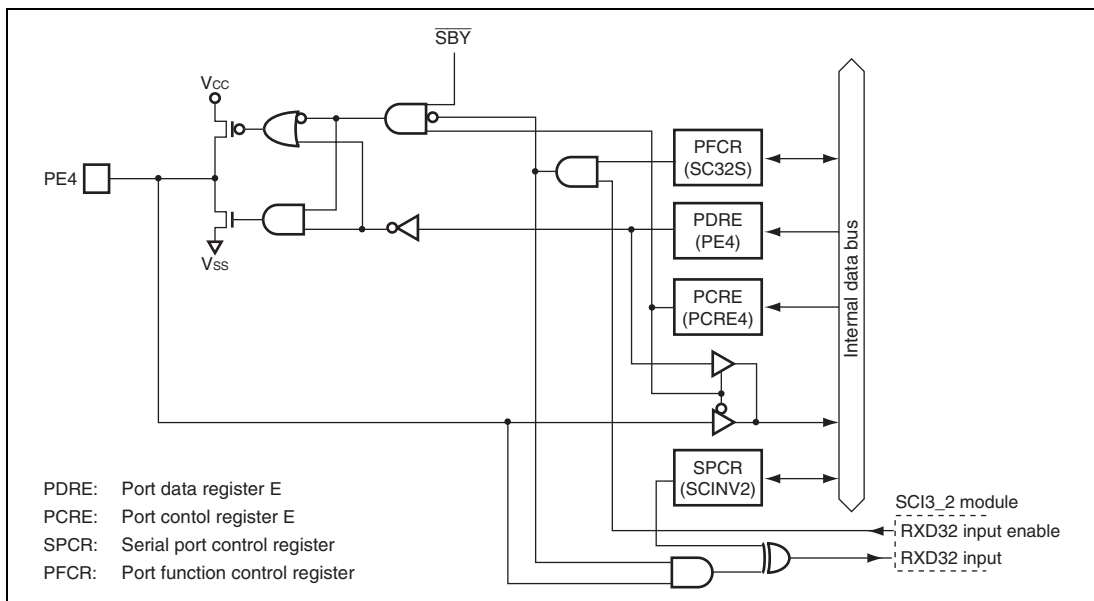 SBY
VCC
PE4
VSS
PFCR
(SC32S)
PDRE
(PE4)
PCRE
(PCRE4)
SPCR
(SCINV2)
Internal data bus
SCI3_2 module
RXD32 input enable
RXD32 input
PDRE: Port data register E
PCRE: Port contol register E
SPCR: Serial port control register
PFCR: Port function control register